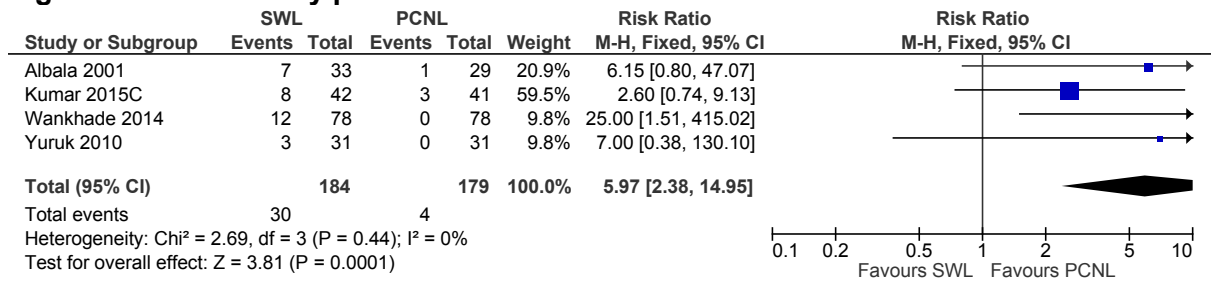 SWL PCNL Risk Ratio Risk Ratio
Study or Subgroup Events Total Events Total Weight M-H, Fixed, 95% CI M-H, Fixed, 95% CI
Albala 2001 7 33 1 29 20.9% 6.15 [0.80, 47.07]
Kumar 2015C 8 42 3 41 59.5% 2.60 [0.74, 9.13]
Wankhade 2014 12 78 0 78 9.8% 25.00 [1.51, 415.02]
Yuruk 2010 3 31 0 31 9.8% 7.00 [0.38, 130.10]
Total (95% CI) 184 179 100.0% 5.97 [2.38, 14.95]
Total events 30 4
Heterogeneity: Chi² = 2.69, df = 3 (P = 0.44); I² = 0%
Test for overall effect: Z = 3.81 (P = 0.0001)
0.1 0.2 0.5 1 2 5 10
Favours SWL Favours PCNL